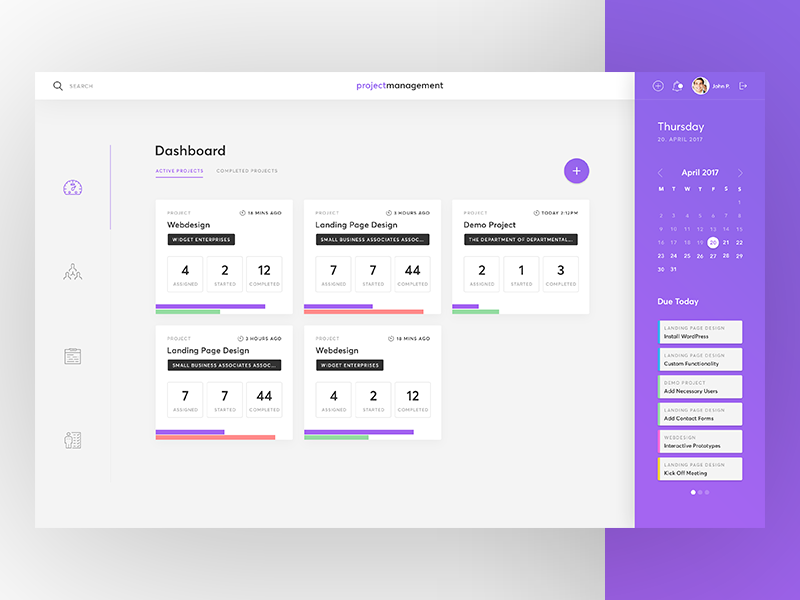 SEARCH
projectmanagement
John P.
Dashboard
ACTIVE PROJECTS
COMPLETED PROJECTS
PROJECT
18 MINS AGO
Webdesign
WIDGET ENTERPRISES
4 2 12
ASSIGNED STARTED COMPLETED
PROJECT
3 HOURS AGO
Landing Page Design
SMALL BUSINESS ASSOCIATES ASSOC...
7 7 44
ASSIGNED STARTED COMPLETED
PROJECT
TODAY 2:12PM
Demo Project
THE DEPARTMENT OF DEPARTMENTAL...
2 1 3
ASSIGNED STARTED COMPLETED
PROJECT
3 HOURS AGO
Landing Page Design
SMALL BUSINESS ASSOCIATES ASSOC...
7 7 44
ASSIGNED STARTED COMPLETED
PROJECT
18 MINS AGO
Webdesign
WIDGET ENTERPRISES
4 2 12
ASSIGNED STARTED COMPLETED
Thursday
20. APRIL 2017
April 2017
M T W T F S S
1
2 3 4 5 6 7 8
9 10 11 12 13 14 15
16 17 18 19 20 21 22
23 24 25 26 27 28 29
30 31
Due Today
LANDING PAGE DESIGN
Install WordPress
LANDING PAGE DESIGN
Custom Functionality
DEMO PROJECT
Add Necessary Users
LANDING PAGE DESIGN
Add Contact Forms
WEBDESIGN
Interactive Prototypes
LANDING PAGE DESIGN
Kick Off Meeting